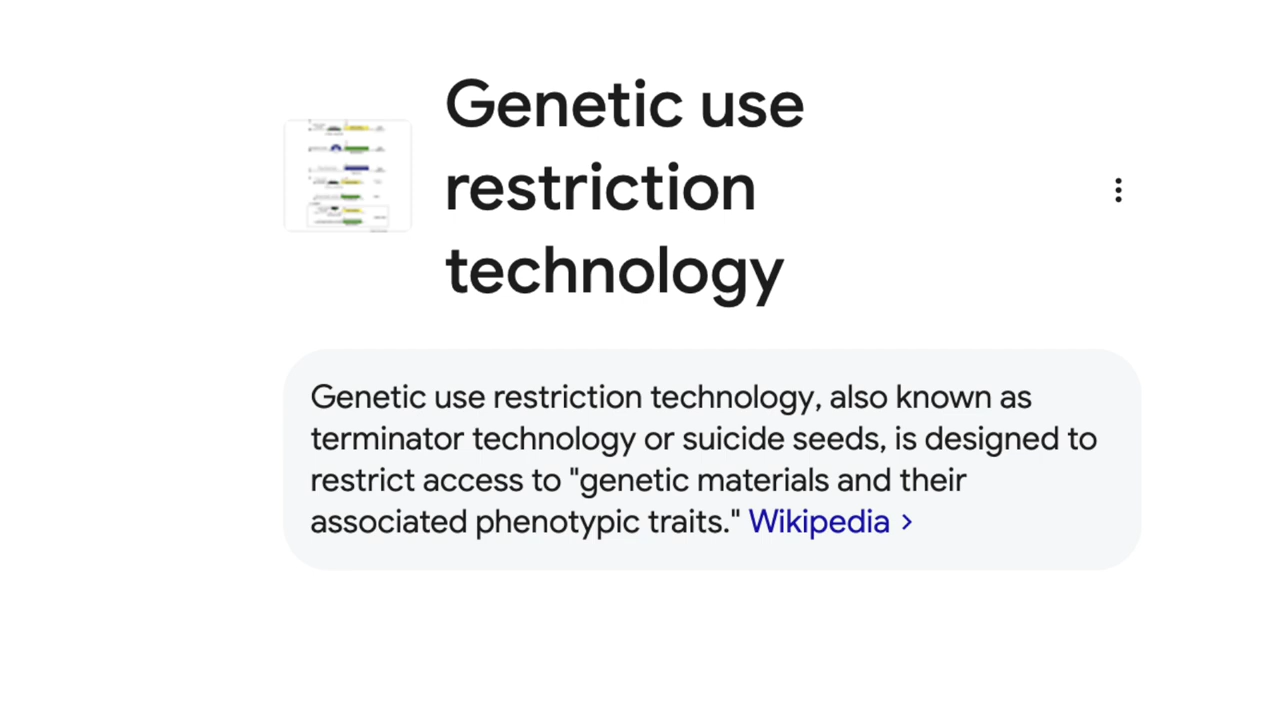 Genetic use
restriction
technology
Genetic use restriction technology, also known as
terminator technology or suicide seeds, is designed to
restrict access to "genetic materials and their
associated phenotypic traits." Wikipedia >